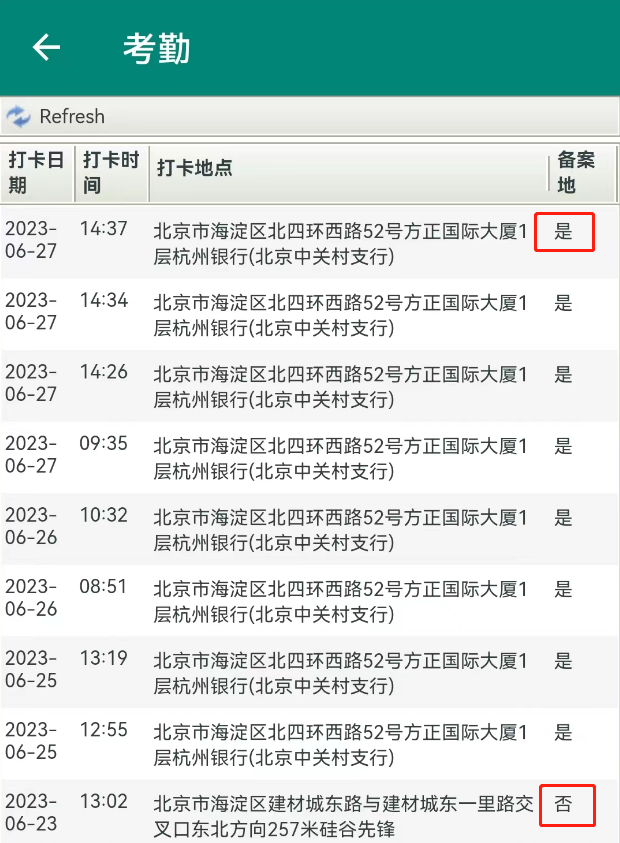 考勤
Refresh
打卡日期 打卡时间 打卡地点 备案地
2023-06-27 14:37 北京市海淀区北四环西路52号方正国际大厦1层杭州银行(北京中关村支行) 是
2023-06-27 14:34 北京市海淀区北四环西路52号方正国际大厦1层杭州银行(北京中关村支行) 是
2023-06-27 14:26 北京市海淀区北四环西路52号方正国际大厦1层杭州银行(北京中关村支行) 是
2023-06-27 09:35 北京市海淀区北四环西路52号方正国际大厦1层杭州银行(北京中关村支行) 是
2023-06-26 10:32 北京市海淀区北四环西路52号方正国际大厦1层杭州银行(北京中关村支行) 是
2023-06-26 08:51 北京市海淀区北四环西路52号方正国际大厦1层杭州银行(北京中关村支行) 是
2023-06-25 13:19 北京市海淀区北四环西路52号方正国际大厦1层杭州银行(北京中关村支行) 是
2023-06-25 12:55 北京市海淀区北四环西路52号方正国际大厦1层杭州银行(北京中关村支行) 是
2023-06-23 13:02 北京市海淀区建材城东路与建材城东一里路交叉口东北方向257米硅谷先锋 否